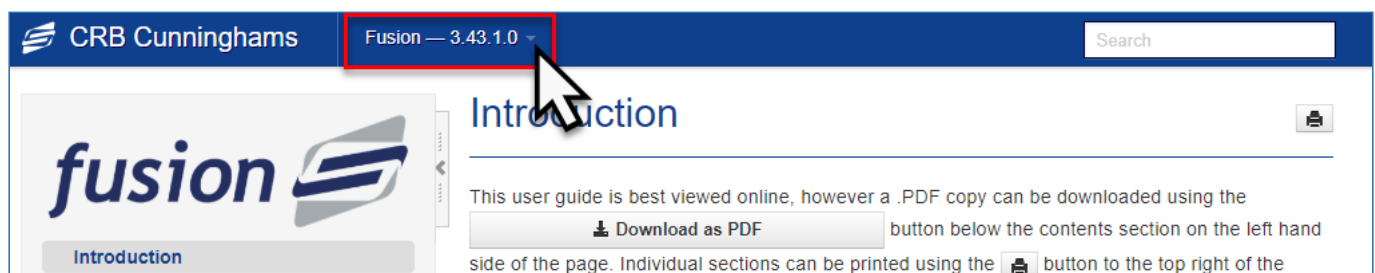 CRB Cunninghams
Fusion — 3.43.1.0
Search
fusion
Introduction
Introduction
This user guide is best viewed online, however a .PDF copy can be downloaded using the
Download as PDF button below the contents section on the left hand
side of the page. Individual sections can be printed using the button to the top right of the